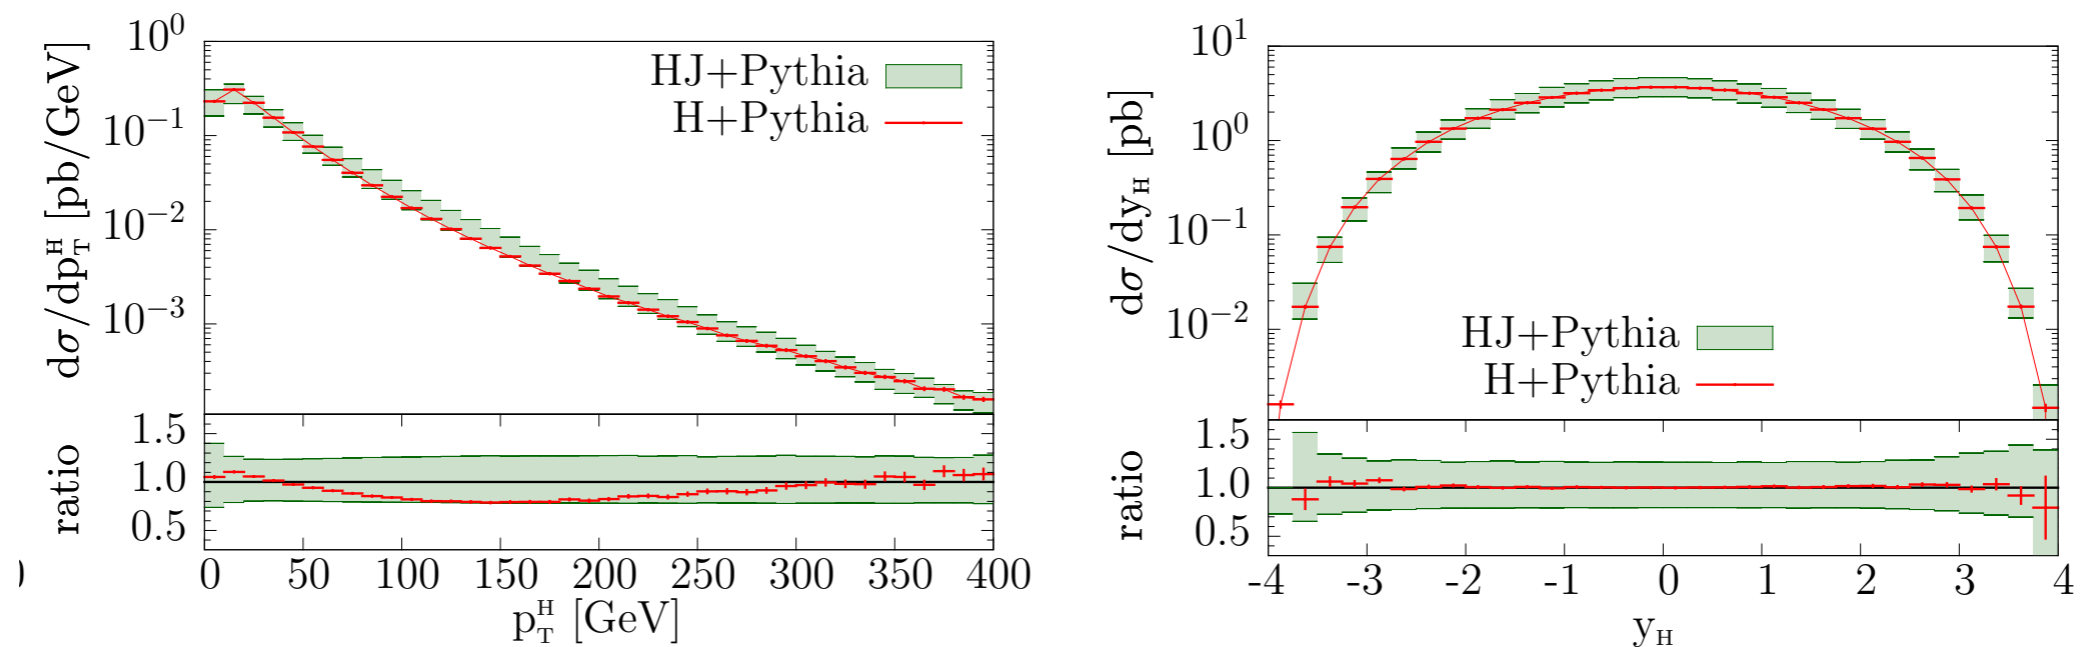 dσ/dp_T^H [pb/GeV]
10^0
10^-1
10^-2
10^-3
HJ+Pythia
H+Pythia
ratio
1.5
1.0
0.5
0 50 100 150 200 250 300 350 400
p_T^H [GeV]
dσ/dy_H [pb]
10^1
10^0
10^-1
10^-2
HJ+Pythia
H+Pythia
ratio
1.5
1.0
0.5
-4 -3 -2 -1 0 1 2 3 4
y_H